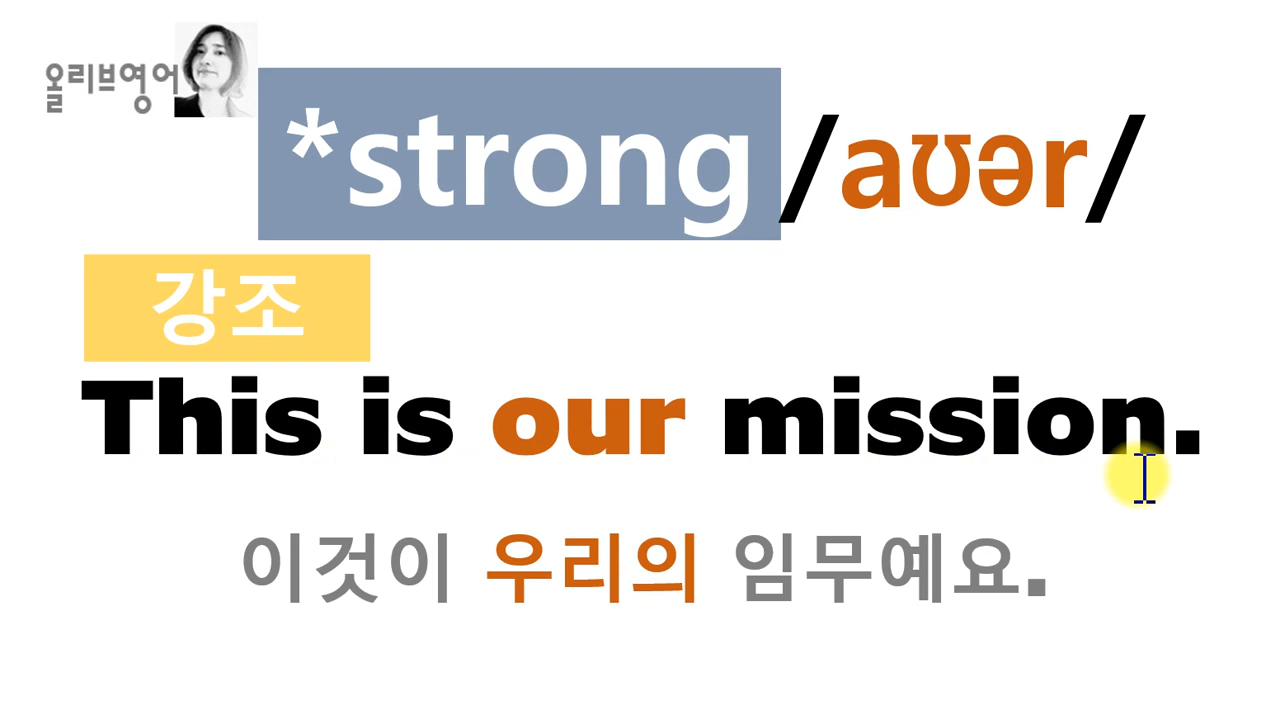 올리브영어
*strong /aʊər/
강조
This is our mission.
이것이 우리의 임무예요.